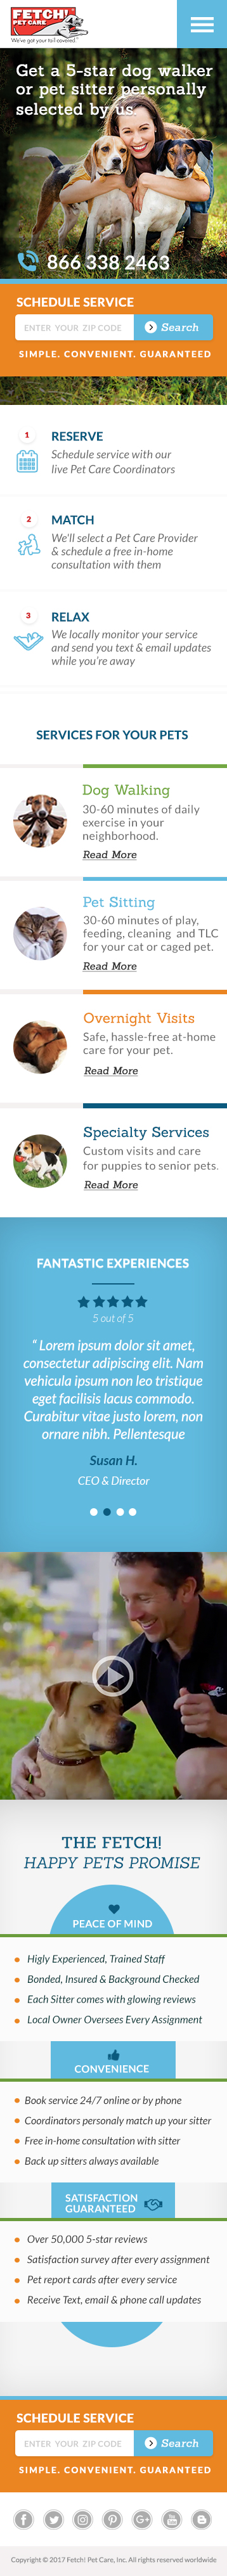 FETCH!
PET CARE
We've got your tail covered.
Get a 5-star dog walker
or pet sitter personally
selected by us.
866 338 2463
SCHEDULE SERVICE
ENTER YOUR ZIP CODE
Search
SIMPLE. CONVENIENT. GUARANTEED
1
RESERVE
Schedule service with our
live Pet Care Coordinators
2
MATCH
We'll select a Pet Care Provider
& schedule a free in-home
consultation with them
3
RELAX
We locally monitor your service
and send you text & email updates
while you're away
SERVICES FOR YOUR PETS
Dog Walking
30-60 minutes of daily
exercise in your
neighborhood.
Read More
Pet Sitting
30-60 minutes of play,
feeding, cleaning and TLC
for your cat or caged pet.
Read More
Overnight Visits
Safe, hassle-free at-home
care for your pet.
Read More
Specialty Services
Custom visits and care
for puppies to senior pets.
Read More
FANTASTIC EXPERIENCES
5 out of 5
“ Lorem ipsum dolor sit amet,
consectetur adipiscing elit. Nam
vehicula ipsum non leo tristique
eget facilisis lacus commodo.
Curabitur vitae justo lorem, non
ornare nibh. Pellentesque
Susan H.
CEO & Director
THE FETCH!
HAPPY PETS PROMISE
PEACE OF MIND
Higly Experienced, Trained Staff
Bonded, Insured & Background Checked
Each Sitter comes with glowing reviews
Local Owner Oversees Every Assignment
CONVENIENCE
Book service 24/7 online or by phone
Coordinators personaly match up your sitter
Free in-home consultation with sitter
Back up sitters always available
SATISFACTION
GUARANTEED
Over 50,000 5-star reviews
Satisfaction survey after every assignment
Pet report cards after every service
Receive Text, email & phone call updates
SCHEDULE SERVICE
ENTER YOUR ZIP CODE
Search
SIMPLE. CONVENIENT. GUARANTEED
Copyright © 2017 Fetch! Pet Care, Inc. All rights reserved worldwide